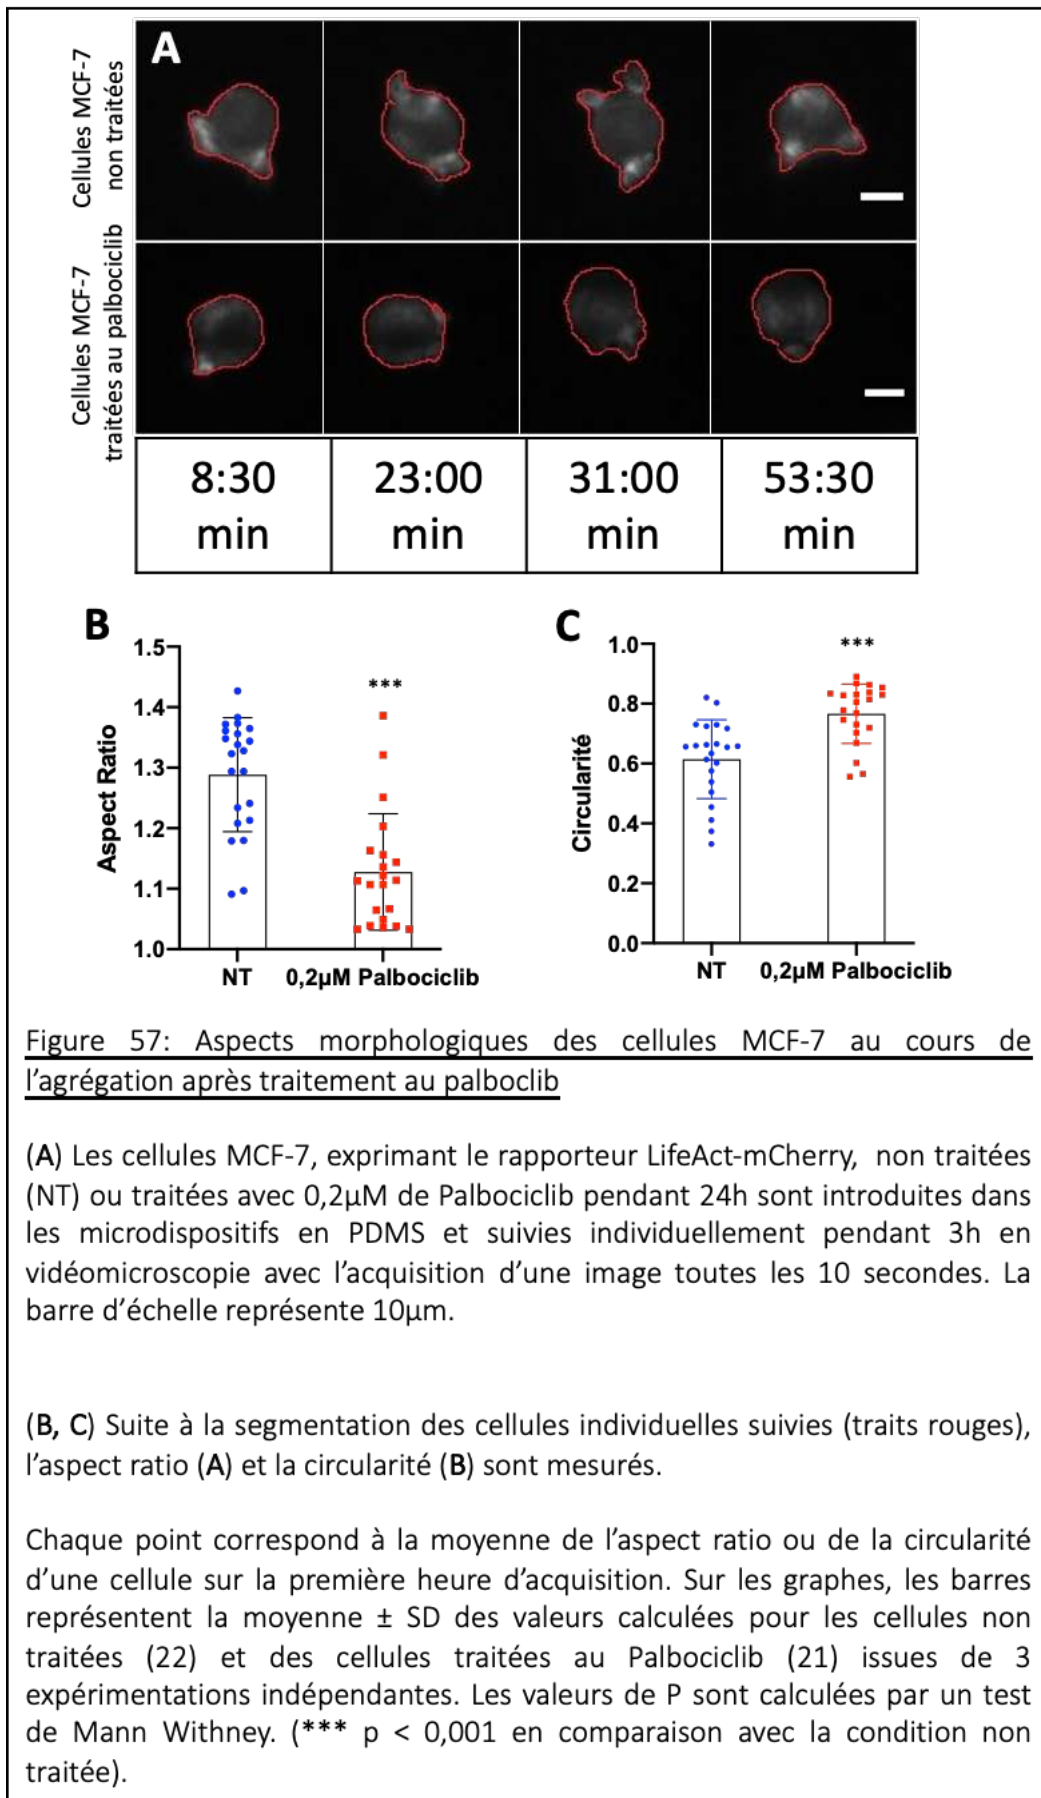 A
Cellules MCF-7
non traitées
Cellules MCF-7
traitées au palbociclib
8:30
min
23:00
min
31:00
min
53:30
min
B
1.5
1.4
1.3
1.2
1.1
1.0
Aspect Ratio
***
NT
0,2µM Palbociclib
C
1.0
0.8
0.6
0.4
0.2
0.0
Circularité
***
NT
0,2µM Palbociclib
Figure 57: Aspects morphologiques des cellules MCF-7 au cours de
l’agrégation après traitement au palboclib
(A) Les cellules MCF-7, exprimant le rapporteur LifeAct-mCherry, non traitées
(NT) ou traitées avec 0,2µM de Palbociclib pendant 24h sont introduites dans
les microdispositifs en PDMS et suivies individuellement pendant 3h en
vidéomicroscopie avec l’acquisition d’une image toutes les 10 secondes. La
barre d’échelle représente 10µm.
(B, C) Suite à la segmentation des cellules individuelles suivies (traits rouges),
l’aspect ratio (A) et la circularité (B) sont mesurés.
Chaque point correspond à la moyenne de l’aspect ratio ou de la circularité
d’une cellule sur la première heure d’acquisition. Sur les graphes, les barres
représentent la moyenne ± SD des valeurs calculées pour les cellules non
traitées (22) et des cellules traitées au Palbociclib (21) issues de 3
expérimentations indépendantes. Les valeurs de P sont calculées par un test
de Mann Withney. (*** p < 0,001 en comparaison avec la condition non
traitée).